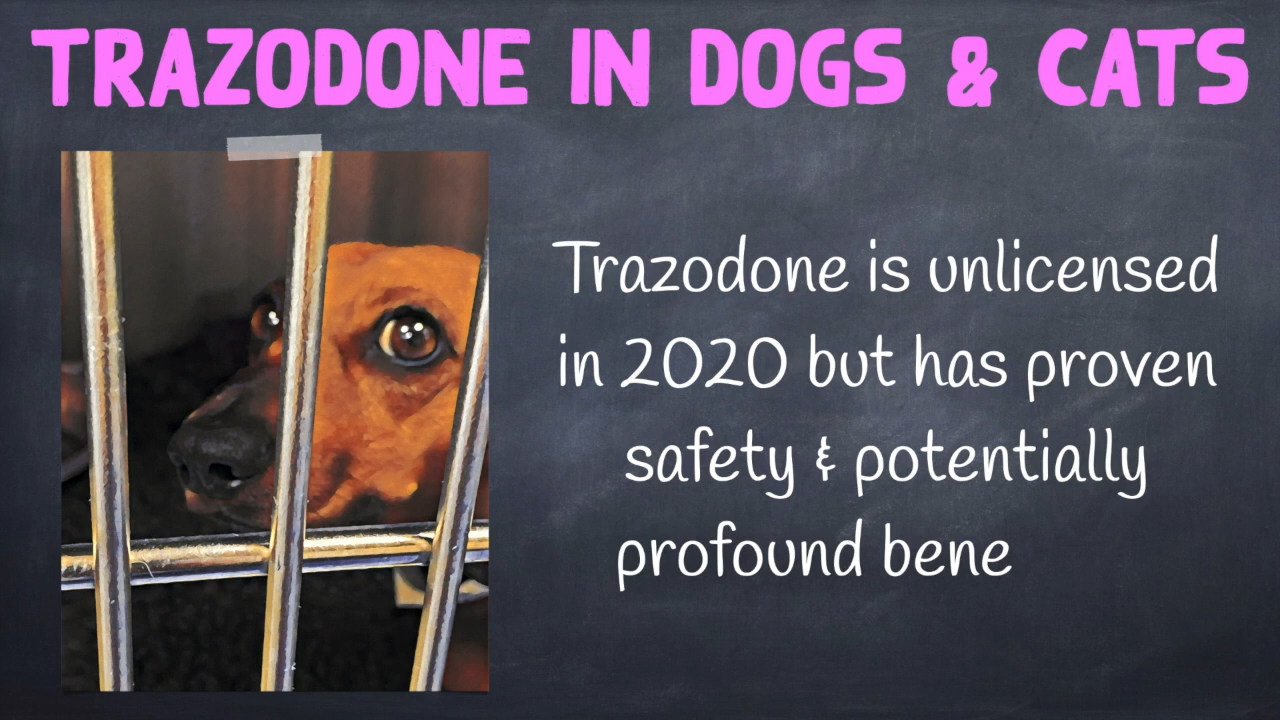 TRAZODONE IN DOGS & CATS
Trazodone is unlicensed
in 2020 but has proven
safety & potentially
profound bene